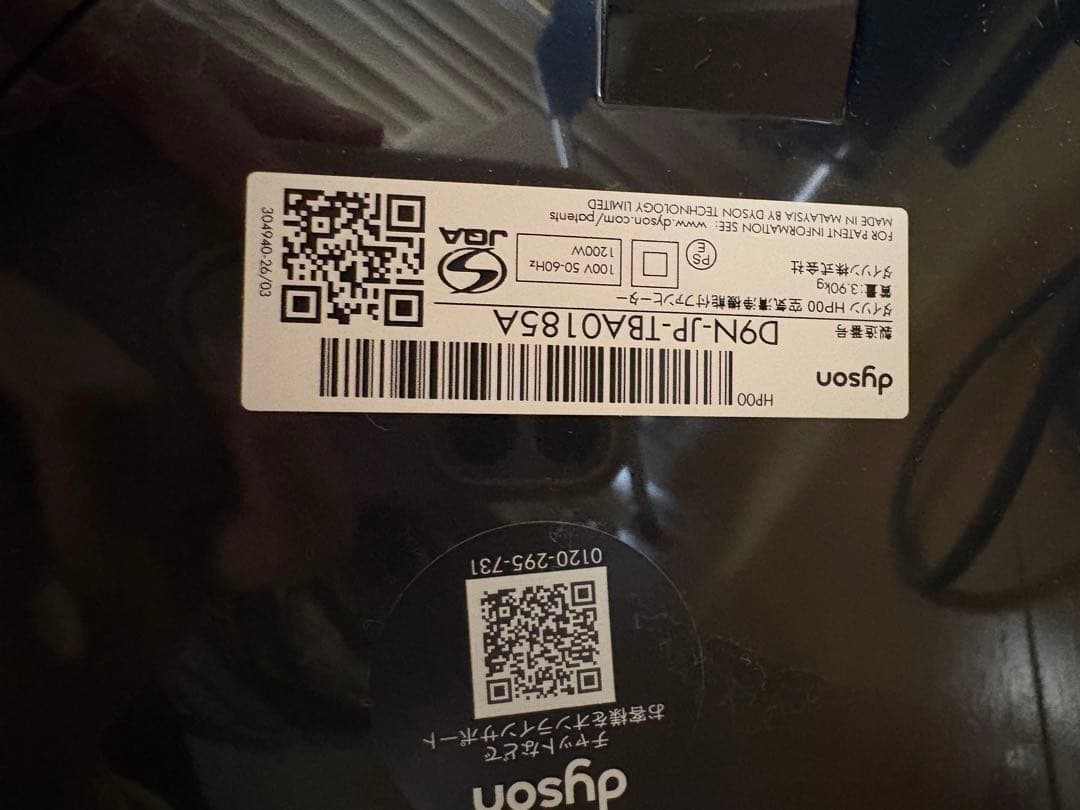 dyson
HP00
製造番号
D9N-JP-TBA0185A
ダイソン HP00 空気清浄機能付ファンヒーター
質量:3.90kg
ダイソン株式会社
PS
E
100V 50-60Hz
1200W
JQA
FOR PATENT INFORMATION SEE: www.dyson.com/patents
MADE IN MALAYSIA BY DYSON TECHNOLOGY LIMITED
304940-26/03
dyson
チャットなどで
お客様をオンラインサポート
0120-295-731